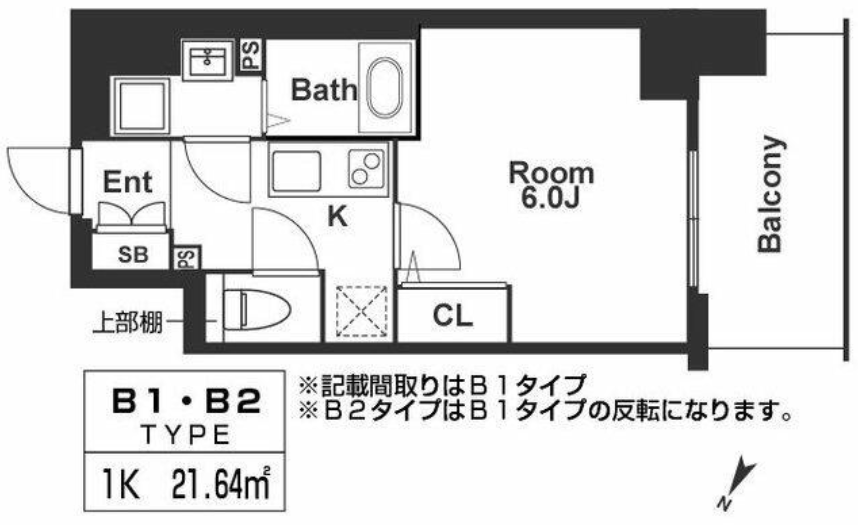 PS
Bath
Ent
SB
PS
K
Room
6.0J
Balcony
CL
上部棚
B1・B2
TYPE
1K 21.64㎡
※記載間取りはB1タイプ
※B2タイプはB1タイプの反転になります。
N